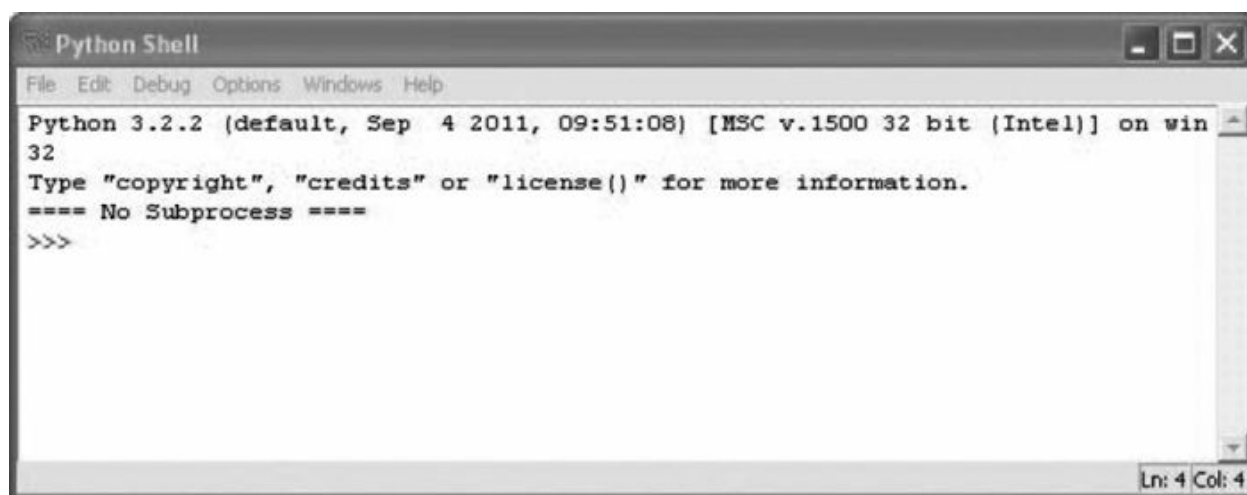 Python Shell
File Edit Debug Options Windows Help
Python 3.2.2 (default, Sep  4 2011, 09:51:08) [MSC v.1500 32 bit (Intel)] on win
32
Type "copyright", "credits" or "license()" for more information.
==== No Subprocess ====
>>>
Ln: 4 Col: 4